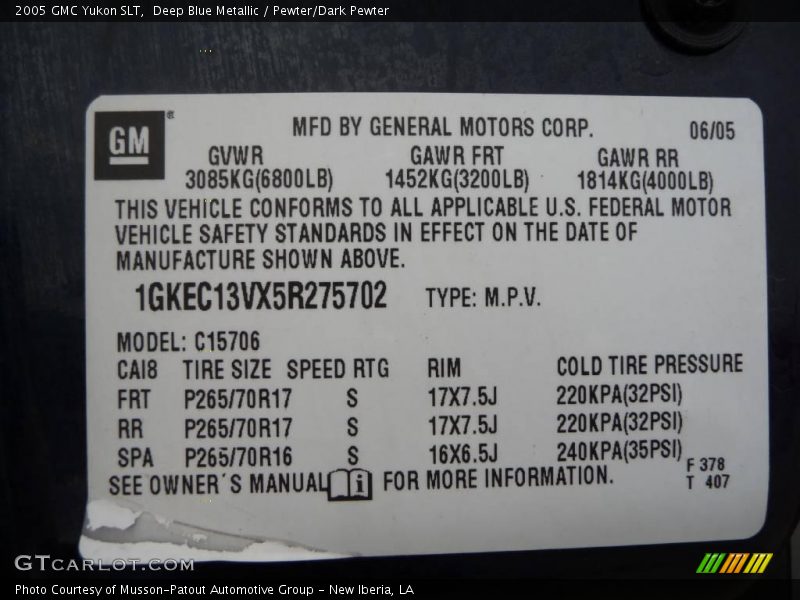 2005 GMC Yukon SLT,  Deep Blue Metallic / Pewter/Dark Pewter
GM®
MFD BY GENERAL MOTORS CORP. 06/05
GVWR GAWR FRT GAWR RR
3085KG(6800LB) 1452KG(3200LB) 1814KG(4000LB)
THIS VEHICLE CONFORMS TO ALL APPLICABLE U.S. FEDERAL MOTOR
VEHICLE SAFETY STANDARDS IN EFFECT ON THE DATE OF
MANUFACTURE SHOWN ABOVE.
1GKEC13VX5R275702 TYPE: M.P.V.
MODEL: C15706
CAI8 TIRE SIZE SPEED RTG RIM COLD TIRE PRESSURE
FRT P265/70R17 S 17X7.5J 220KPA(32PSI)
RR P265/70R17 S 17X7.5J 220KPA(32PSI)
SPA P265/70R16 S 16X6.5J 240KPA(35PSI)
F 378
SEE OWNER'S MANUAL i FOR MORE INFORMATION.
T 407
GTCARLOT.COM
Photo Courtesy of Musson-Patout Automotive Group - New Iberia, LA